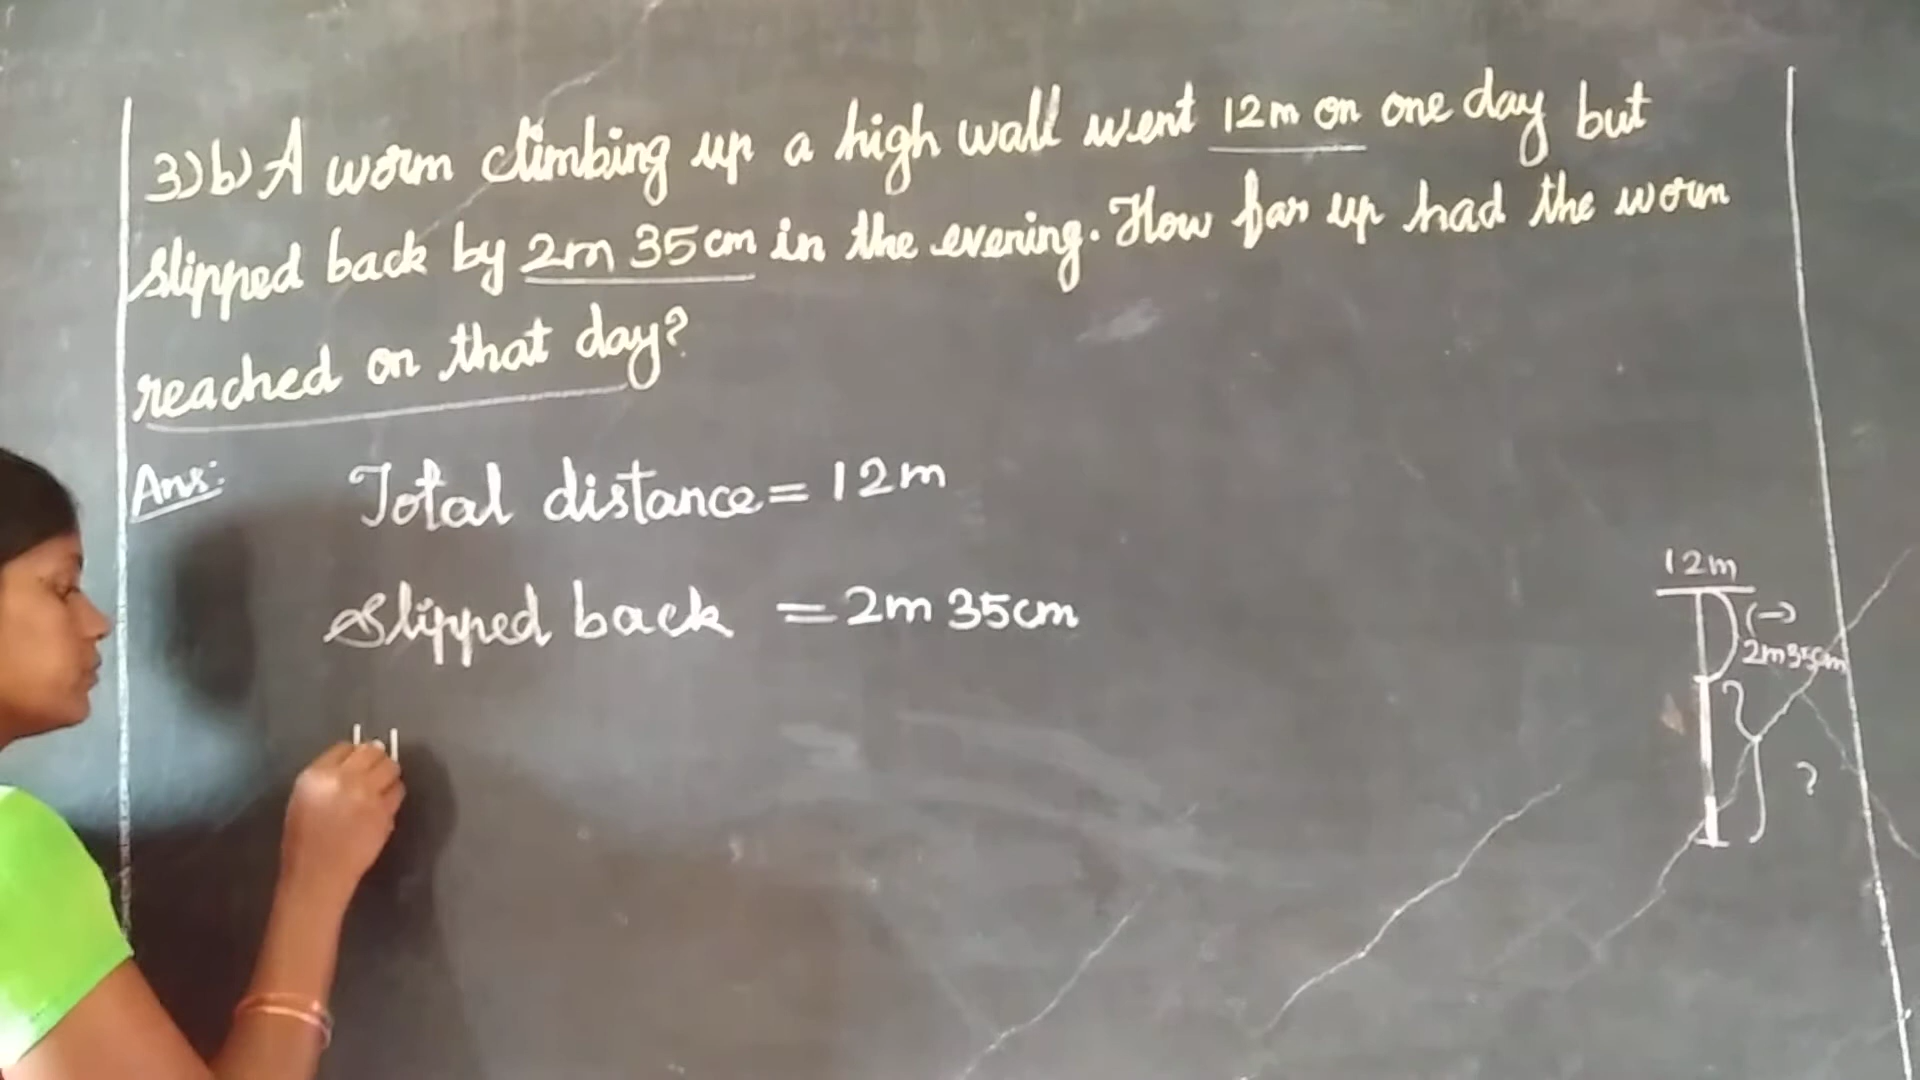 3) b) A worm climbing up a high wall went 12m on one day but
slipped back by 2m 35cm in the evening. How far up had the worm
reached on that day?
Ans:
Total distance = 12m
Slipped back = 2m 35cm
12m
(-)
2m35cm
?